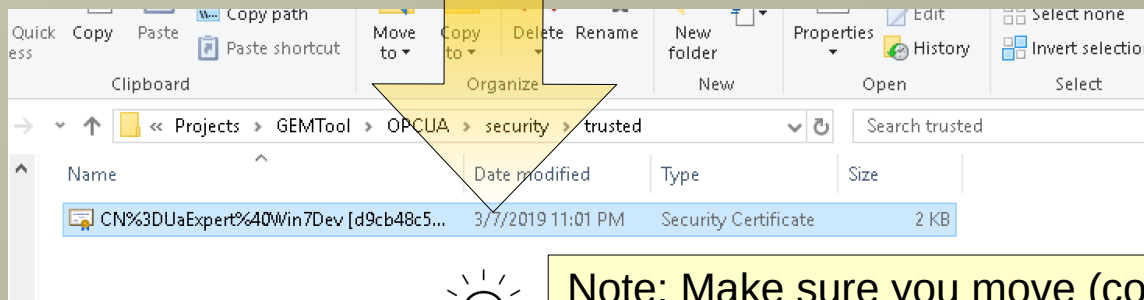 Copy path
Edit
Select none
Quick Copy Paste Paste shortcut Move Copy Delete Rename New Properties History Invert selectio
ess to to folder
Clipboard Organize New Open Select
« Projects > GEMTool > OPCUA > security > trusted Search trusted
Name Date modified Type Size
CN%3DUaExpert%40Win7Dev [d9cb48c5... 3/7/2019 11:01 PM Security Certificate 2 KB
Note: Make sure you move (co